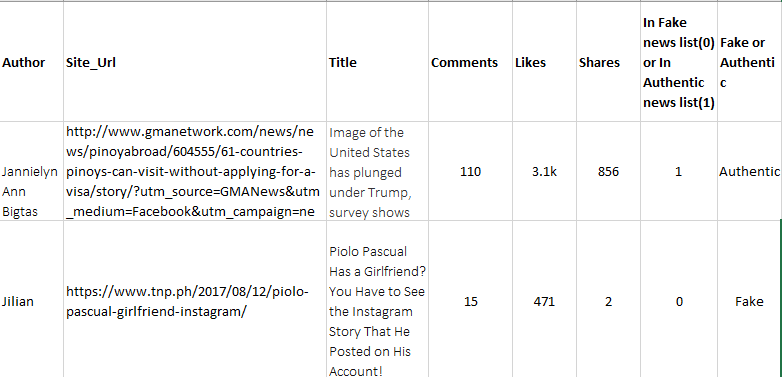 Author Site_Url Title Comments Likes Shares In Fake news list(0) or In Authentic news list(1) Fake or Authentic
Jannielyn Ann Bigtas
http://www.gmanetwork.com/news/ne
ws/pinoyabroad/604555/61-countries-
pinoys-can-visit-without-applying-for-a-
visa/story/?utm_source=GMANews&utm
_medium=Facebook&utm_campaign=ne
Image of the
United States
has plunged
under Trump,
survey shows
110 3.1k 856 1 Authentic
Jilian
https://www.tnp.ph/2017/08/12/piolo-
pascual-girlfriend-instagram/
Piolo Pascual
Has a Girlfriend?
You Have to See
the Instagram
Story That He
Posted on His
Account!
15 471 2 0 Fake